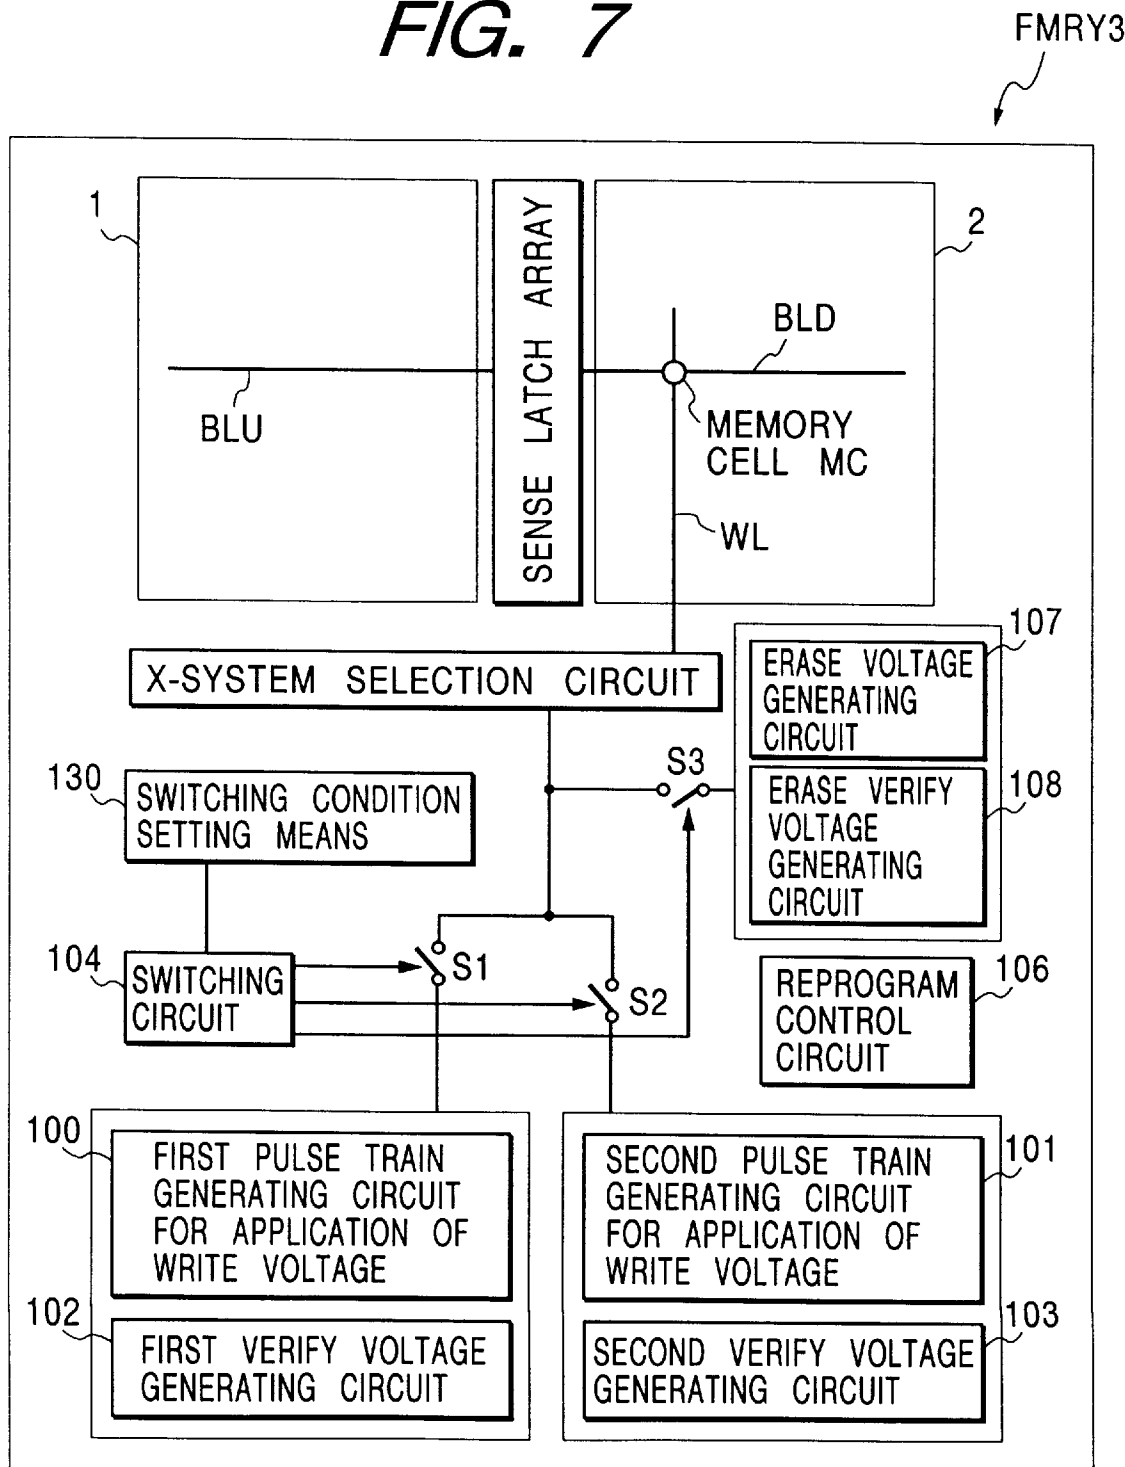 FIG. 7
FMRY3
1
2
SENSE LATCH ARRAY
BLD
BLU
MEMORY
CELL MC
WL
X-SYSTEM SELECTION CIRCUIT
107
ERASE VOLTAGE
GENERATING
CIRCUIT
S3
130
SWITCHING CONDITION
SETTING MEANS
108
ERASE VERIFY
VOLTAGE
GENERATING
CIRCUIT
104
SWITCHING
CIRCUIT
S1
S2
106
REPROGRAM
CONTROL
CIRCUIT
100
FIRST PULSE TRAIN
GENERATING CIRCUIT
FOR APPLICATION OF
WRITE VOLTAGE
101
SECOND PULSE TRAIN
GENERATING CIRCUIT
FOR APPLICATION OF
WRITE VOLTAGE
102
FIRST VERIFY VOLTAGE
GENERATING CIRCUIT
103
SECOND VERIFY VOLTAGE
GENERATING CIRCUIT